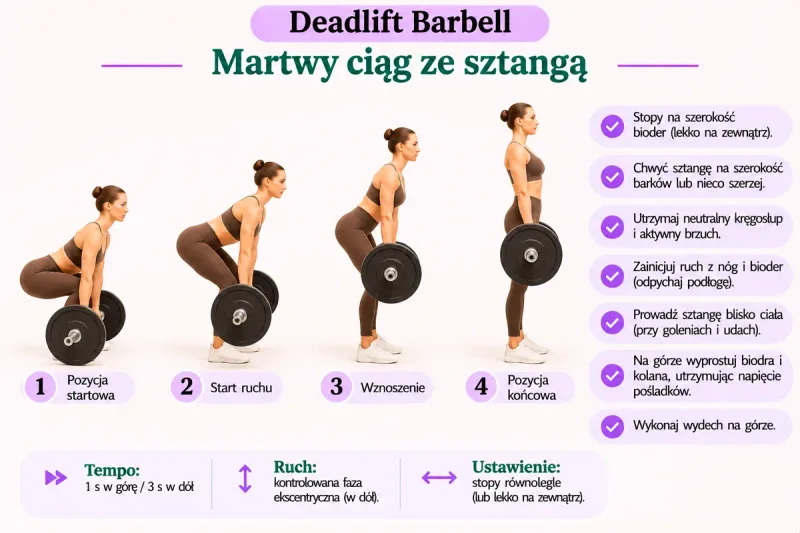 Deadlift Barbell
Martwy ciąg ze sztangą
Stopy na szerokość
bioder (lekko na zewnątrz).
Chwyć sztangę na szerokość
barków lub nieco szerzej.
Utrzymaj neutralny kręgosłup
i aktywny brzuch.
Zainicjuj ruch z nóg i bioder
(odpychaj podłogę).
Prowadź sztangę blisko ciała
(przy goleniach i udach).
Na górze wyprostuj biodra i
kolana, utrzymując napięcie
pośladków.
Wykonaj wydech na górze.
1 Pozycja
startowa
2 Start ruchu
3 Wznoszenie
4 Pozycja
końcowa
Tempo:
1 s w górę / 3 s w dół
Ruch:
kontrolowana faza
ekscentryczna (w dół).
Ustawienie:
stopy równolegle
(lub lekko na zewnątrz).